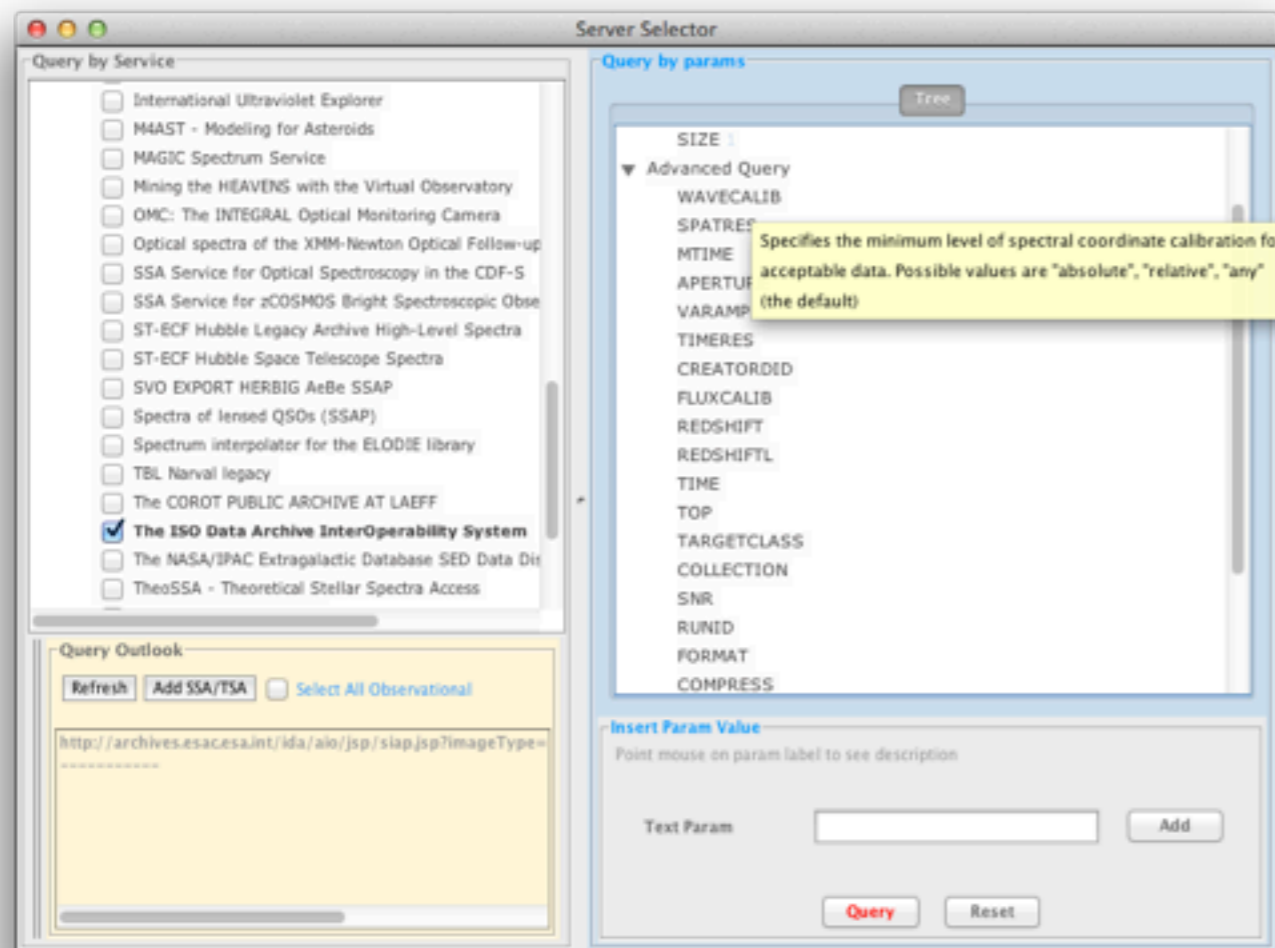 Server Selector
Query by Service
International Ultraviolet Explorer
M4AST - Modeling for Asteroids
MAGIC Spectrum Service
Mining the HEAVENS with the Virtual Observatory
OMC: The INTEGRAL Optical Monitoring Camera
Optical spectra of the XMM-Newton Optical Follow-up
SSA Service for Optical Spectroscopy in the CDF-S
SSA Service for zCOSMOS Bright Spectroscopic Obse
ST-ECF Hubble Legacy Archive High-Level Spectra
ST-ECF Hubble Space Telescope Spectra
SVO EXPORT HERBIG AeBe SSAP
Spectra of lensed QSOs (SSAP)
Spectrum interpolator for the ELODIE library
TBL Narval legacy
The COROT PUBLIC ARCHIVE AT LAEFF
The ISO Data Archive InterOperability System
The NASA/IPAC Extragalactic Database SED Data Dis
TheoSSA - Theoretical Stellar Spectra Access
Query Outlook
Refresh Add SSA/TSA Select All Observational
http://archives.esac.esa.int/ida/aio/jsp/siap.jsp?imageType=
===========
Query by params
Tree
SIZE 1
Advanced Query
WAVECALIB
SPATRES
MTIME
APERTUR
VARAMP
TIMERES
CREATORDID
FLUXCALIB
REDSHIFT
REDSHIFTL
TIME
TOP
TARGETCLASS
COLLECTION
SNR
RUNID
FORMAT
COMPRESS
Specifies the minimum level of spectral coordinate calibration fo
acceptable data. Possible values are "absolute", "relative", "any"
(the default)
Insert Param Value
Point mouse on param label to see description
Text Param
Add
Query Reset